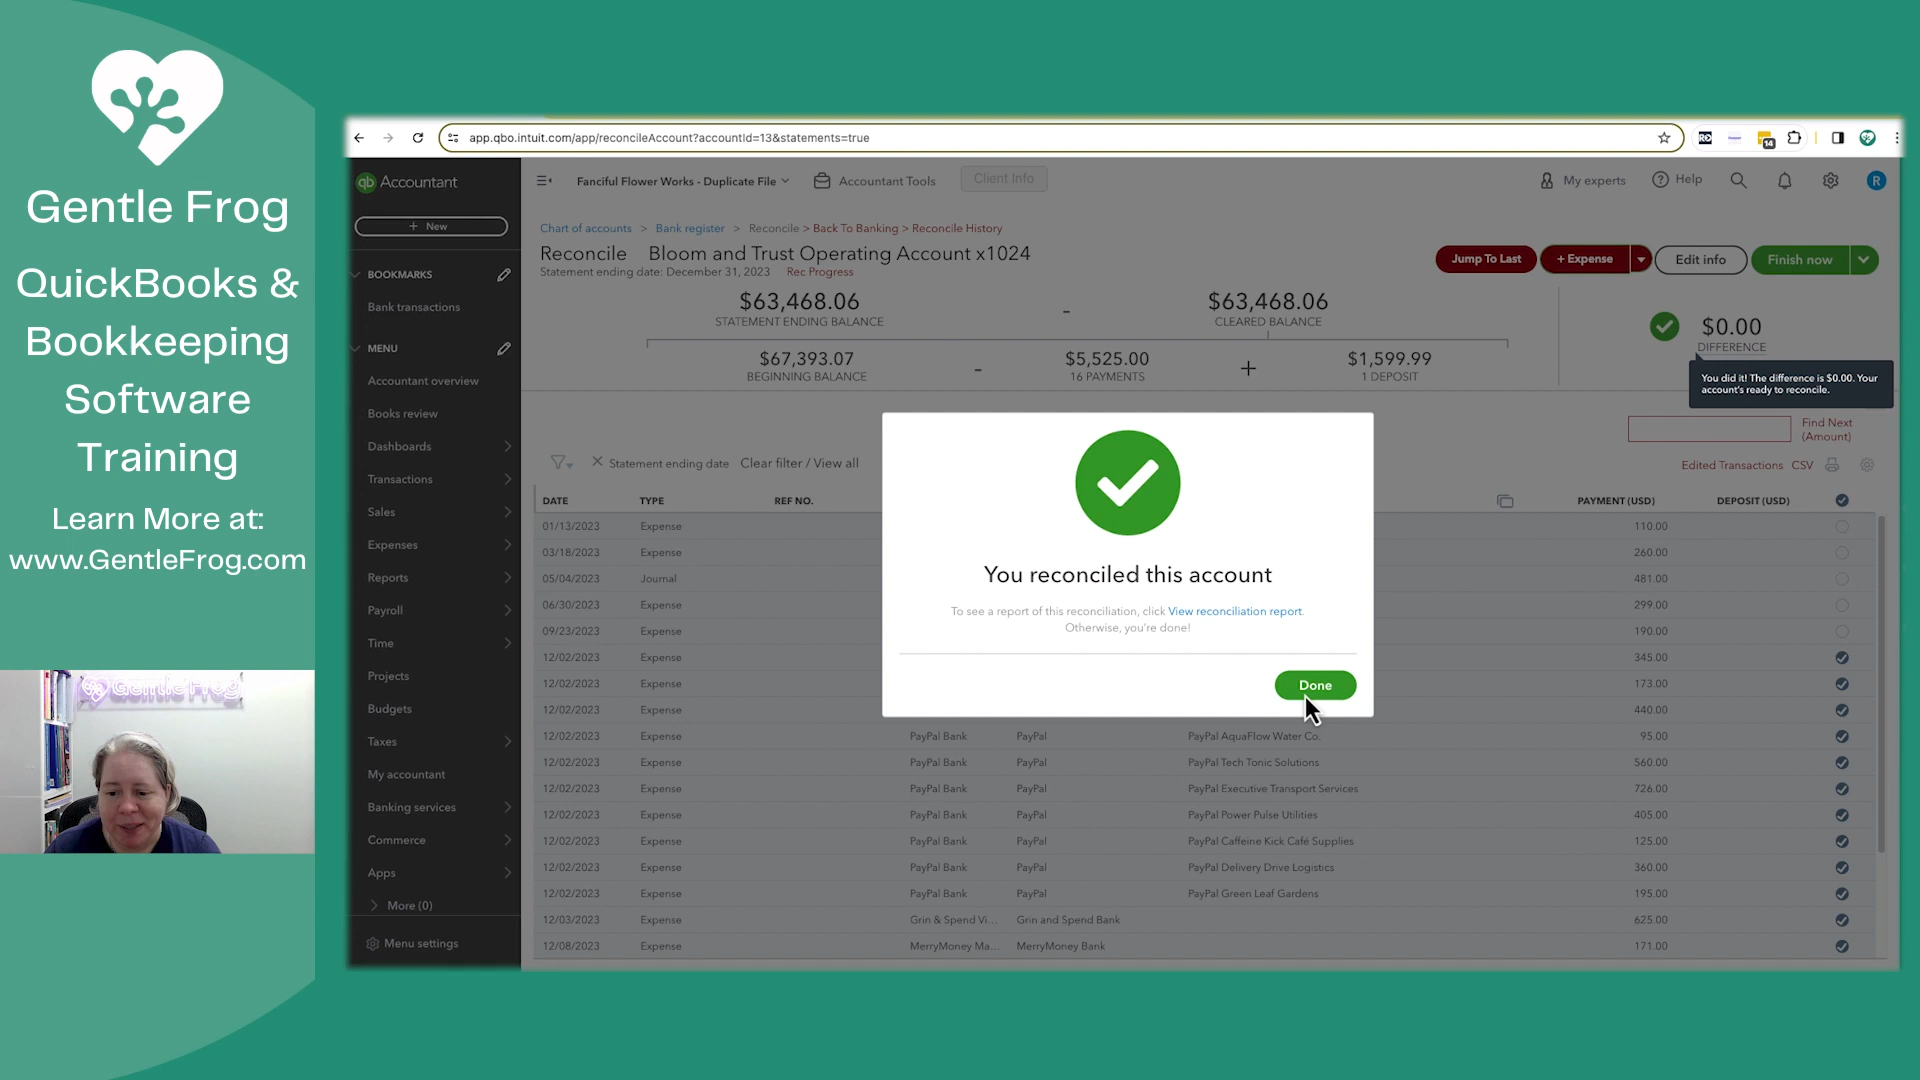 Gentle Frog
QuickBooks &
Bookkeeping
Software
Training
Learn More at:
www.GentleFrog.com
Gentle Frog
app.qbo.intuit.com/app/reconcileAccount?accountId=13&statements=true
14
qb Accountant
Fanciful Flower Works - Duplicate File
Accountant Tools
Client Info
My experts
Help
R
+ New
BOOKMARKS
Bank transactions
MENU
Accountant overview
Books review
Dashboards
Transactions
Sales
Expenses
Reports
Payroll
Time
Projects
Budgets
Taxes
My accountant
Banking services
Commerce
Apps
More (0)
Menu settings
Chart of accounts > Bank register > Reconcile > Back To Banking > Reconcile History
Reconcile Bloom and Trust Operating Account x1024
Statement ending date: December 31, 2023 Rec Progress
Jump To Last
+ Expense
Edit info
Finish now
$63,468.06 - $63,468.06
STATEMENT ENDING BALANCE CLEARED BALANCE
$67,393.07 - $5,525.00 + $1,599.99
BEGINNING BALANCE 16 PAYMENTS 1 DEPOSIT
$0.00
DIFFERENCE
You did it! The difference is $0.00. Your
account's ready to reconcile.
Find Next
(Amount)
Statement ending date Clear filter / View all
Edited Transactions CSV
DATE TYPE REF NO. PAYMENT (USD) DEPOSIT (USD)
01/13/2023 Expense 110.00
03/18/2023 Expense 260.00
05/04/2023 Journal 481.00
06/30/2023 Expense 299.00
09/23/2023 Expense 190.00
12/02/2023 Expense 345.00
12/02/2023 Expense 173.00
12/02/2023 Expense 440.00
12/02/2023 Expense PayPal Bank PayPal PayPal AquaFlow Water Co. 95.00
12/02/2023 Expense PayPal Bank PayPal PayPal Tech Tonic Solutions 560.00
12/02/2023 Expense PayPal Bank PayPal PayPal Executive Transport Services 726.00
12/02/2023 Expense PayPal Bank PayPal PayPal Power Pulse Utilities 405.00
12/02/2023 Expense PayPal Bank PayPal PayPal Caffeine Kick Café Supplies 125.00
12/02/2023 Expense PayPal Bank PayPal PayPal Delivery Drive Logistics 360.00
12/02/2023 Expense PayPal Bank PayPal PayPal Green Leaf Gardens 195.00
12/03/2023 Expense Grin & Spend Vi... Grin and Spend Bank 625.00
12/08/2023 Expense MerryMoney Ma... MerryMoney Bank 171.00
You reconciled this account
To see a report of this reconciliation, click View reconciliation report.
Otherwise, you're done!
Done